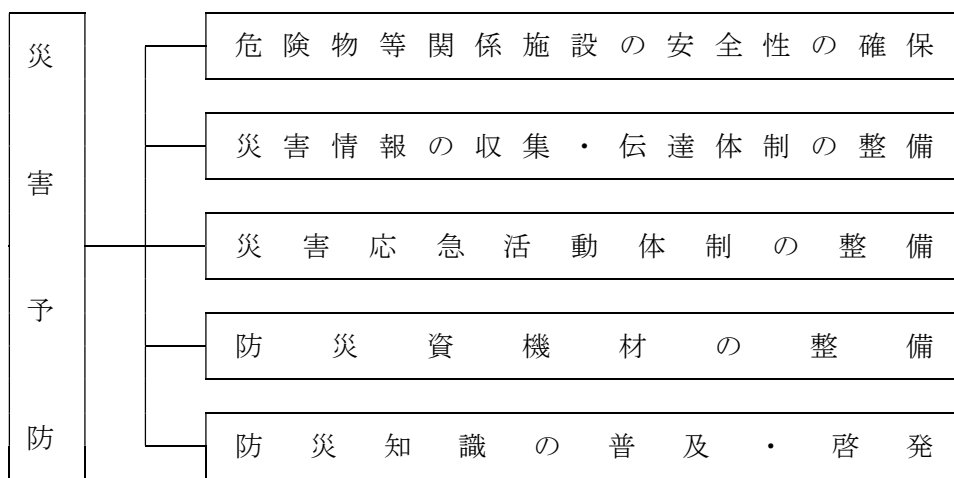 災害予防
危険物等関係施設の安全性の確保
災害情報の収集・伝達体制の整備
災害応急活動体制の整備
防災資機材の整備
防災知識の普及・啓発